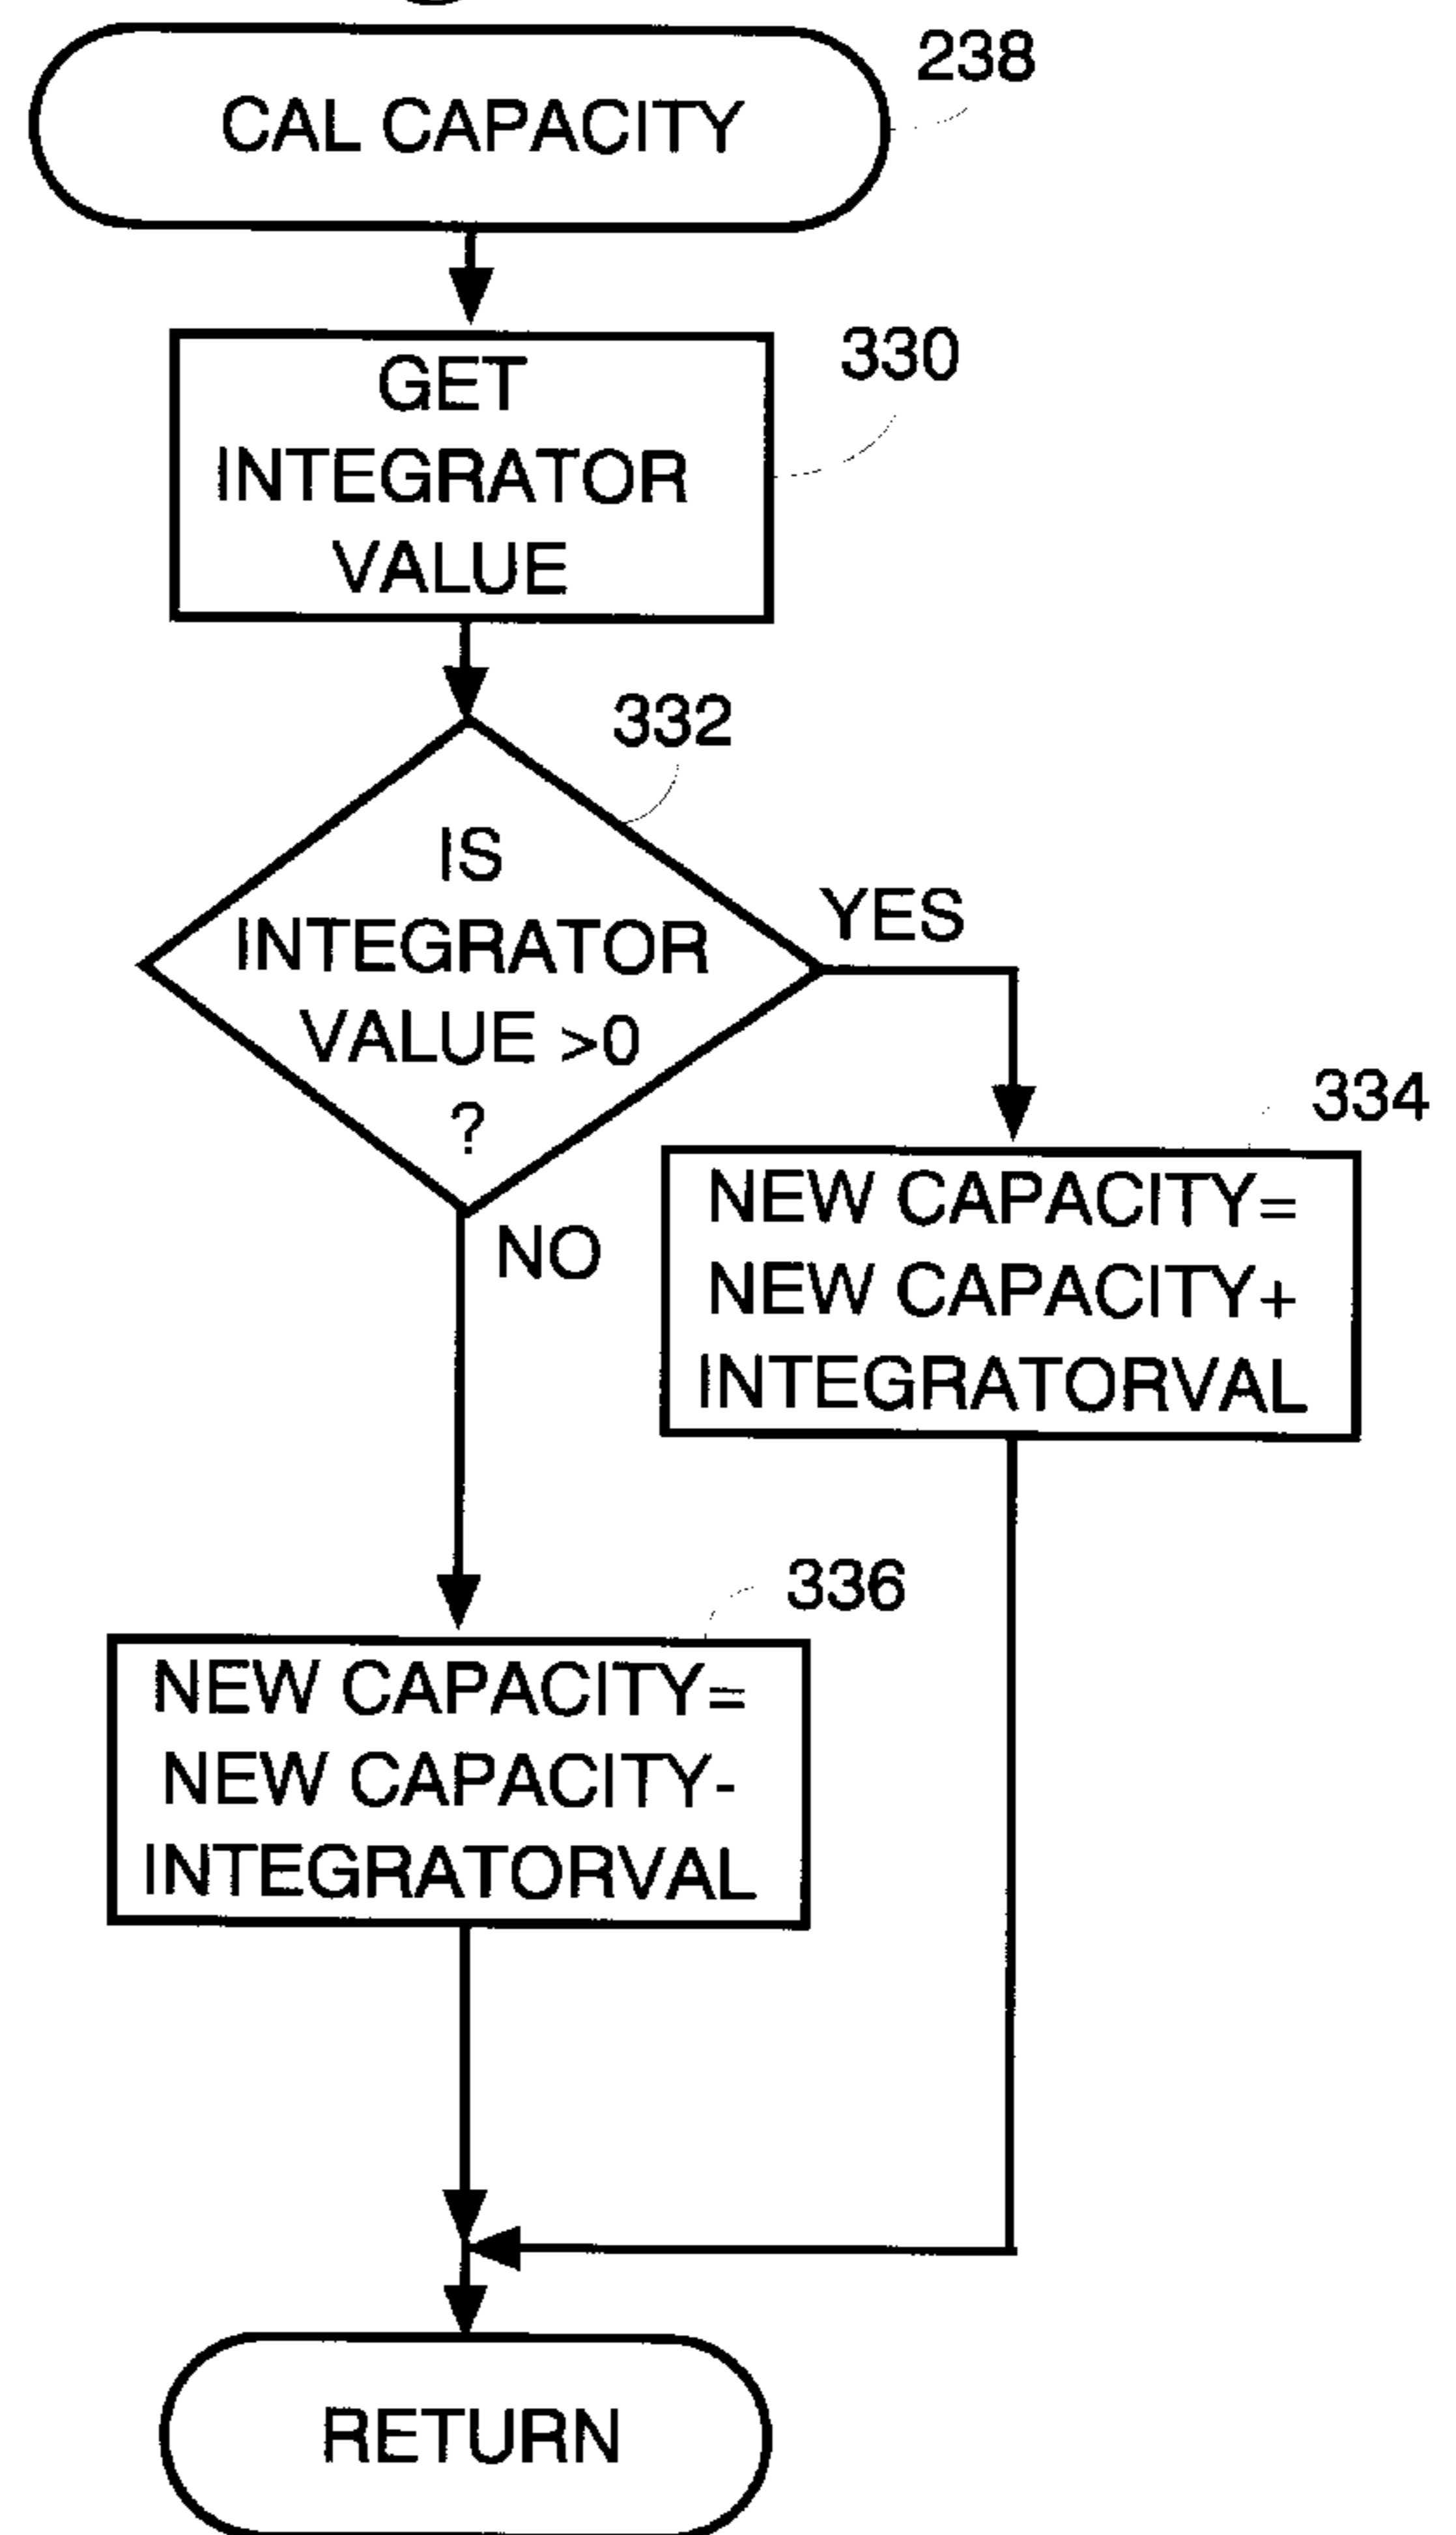 CAL CAPACITY
238
GET
INTEGRATOR
VALUE
330
332
IS
INTEGRATOR
VALUE >0
?
YES
NO
334
NEW CAPACITY=
NEW CAPACITY+
INTEGRATORVAL
336
NEW CAPACITY=
NEW CAPACITY-
INTEGRATORVAL
RETURN